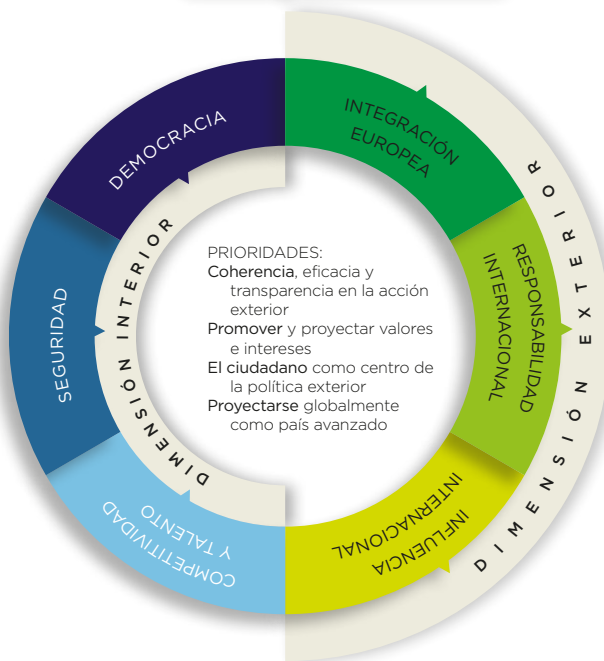 DEMOCRACIA
INTEGRACIÓN
EUROPEA
RESPONSABILIDAD
INTERNACIONAL
INFLUENCIA
INTERNACIONAL
COMPETITIVIDAD
Y TALENTO
SEGURIDAD
DIMENSIÓN INTERIOR
DIMENSIÓN EXTERIOR
PRIORIDADES:
Coherencia, eficacia y
transparencia en la acción
exterior
Promover y proyectar valores
e intereses
El ciudadano como centro de
la política exterior
Proyectarse globalmente
como país avanzado